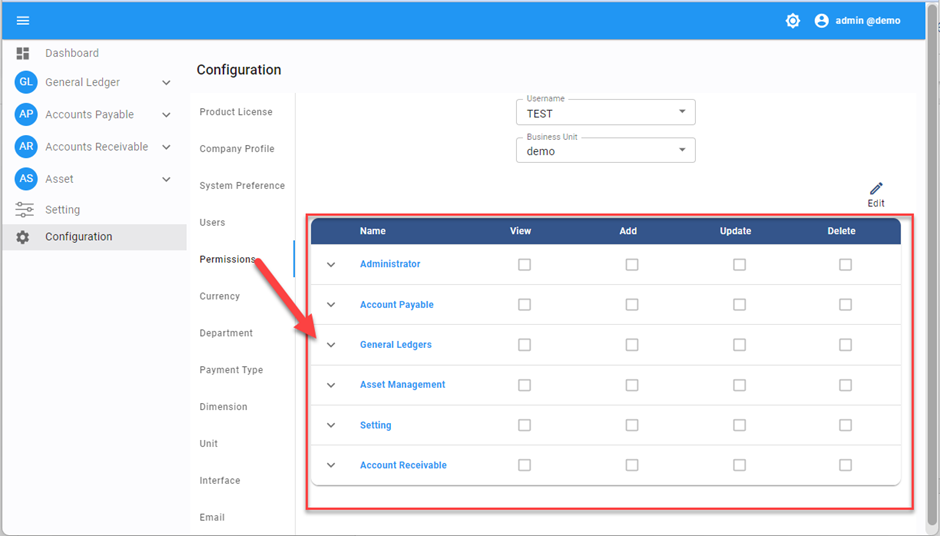 admin @demo
Dashboard
GL General Ledger
AP Accounts Payable
AR Accounts Receivable
AS Asset
Setting
Configuration
Configuration
Product License
Company Profile
System Preference
Users
Permissions
Currency
Department
Payment Type
Dimension
Unit
Interface
Email
Username
TEST
Business Unit
demo
Edit
Name View Add Update Delete
Administrator
Account Payable
General Ledgers
Asset Management
Setting
Account Receivable